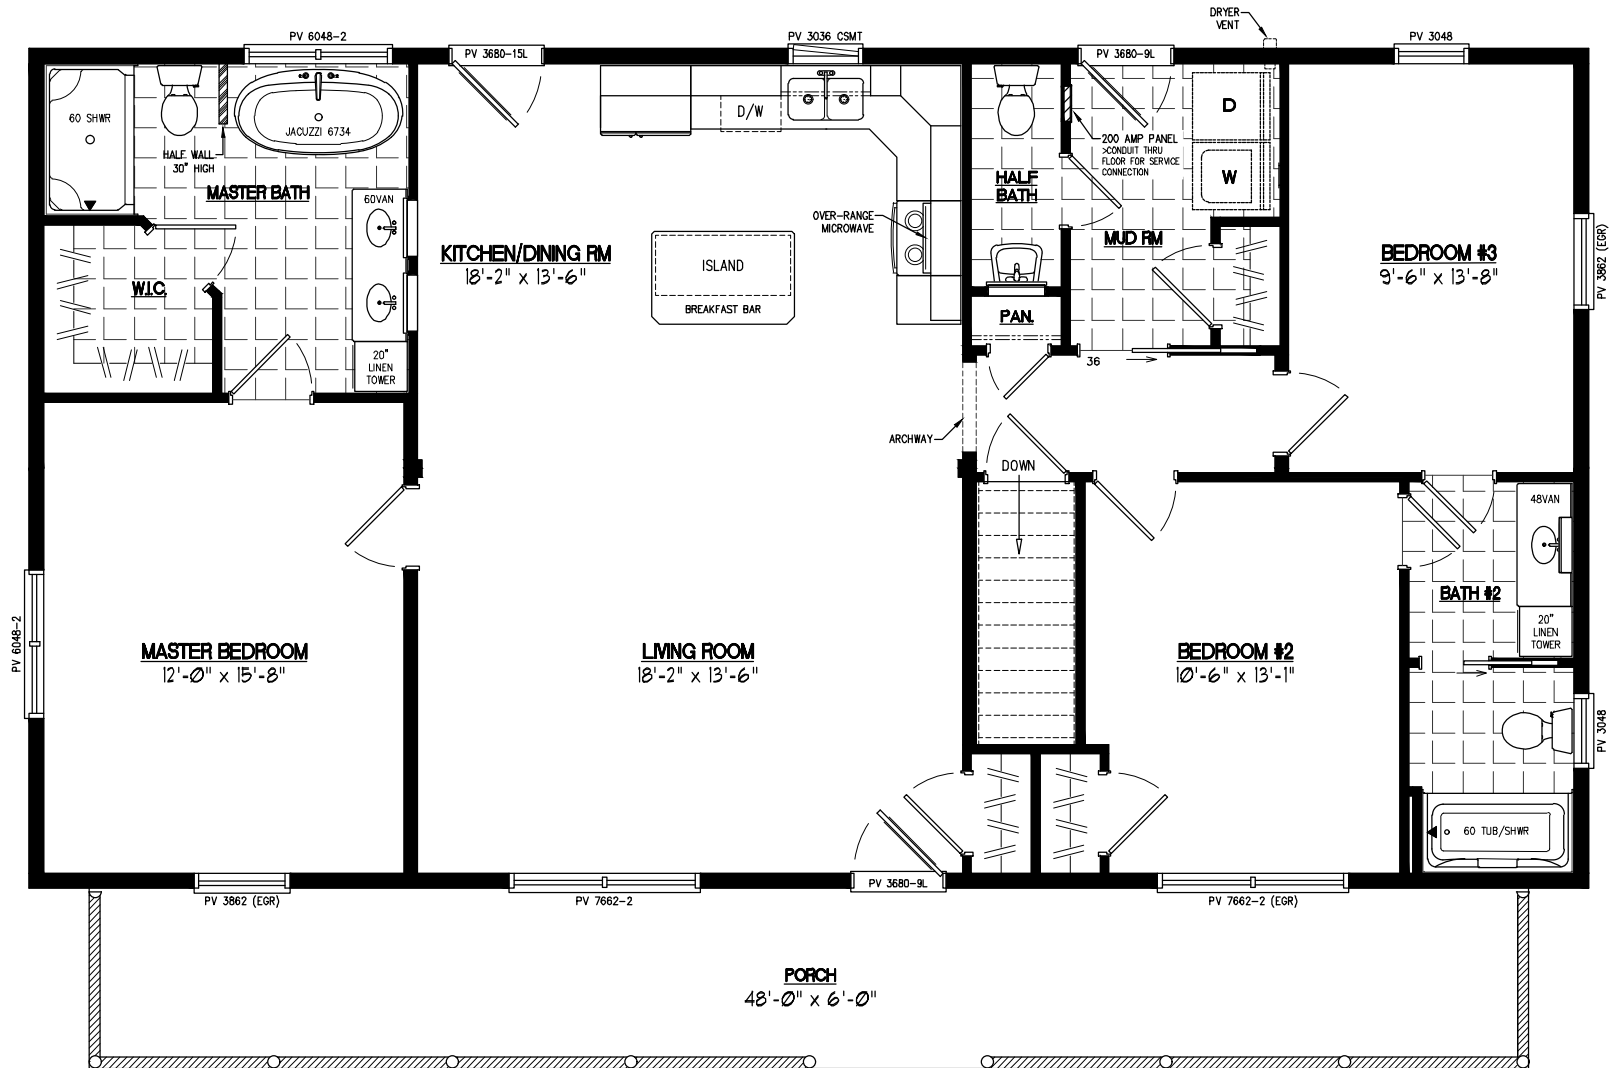 DRYER
VENT
PV 6048-2
PV 3680-15L
PV 3036 CSMT
PV 3680-9L
PV 3048
60 SHWR
JACUZZI 6734
HALF WALL
30" HIGH
MASTER BATH
60VAN
W.I.C.
20"
LINEN
TOWER
D/W
OVER-RANGE
MICROWAVE
KITCHEN/DINING RM
18'-2" x 13'-6"
ISLAND
BREAKFAST BAR
HALF
BATH
PAN.
200 AMP PANEL
>CONDUIT THRU
FLOOR FOR SERVICE
CONNECTION
D
W
MUD RM
36
BEDROOM #3
9'-6" x 13'-8"
PV 3862 (EGR)
ARCHWAY
DOWN
48VAN
BATH #2
20"
LINEN
TOWER
PV 6048-2
MASTER BEDROOM
12'-0" x 15'-8"
LIVING ROOM
18'-2" x 13'-6"
BEDROOM #2
10'-6" x 13'-1"
PV 3048
60 TUB/SHWR
PV 3862 (EGR)
PV 7662-2
PV 3680-9L
PV 7662-2 (EGR)
PORCH
48'-0" x 6'-0"